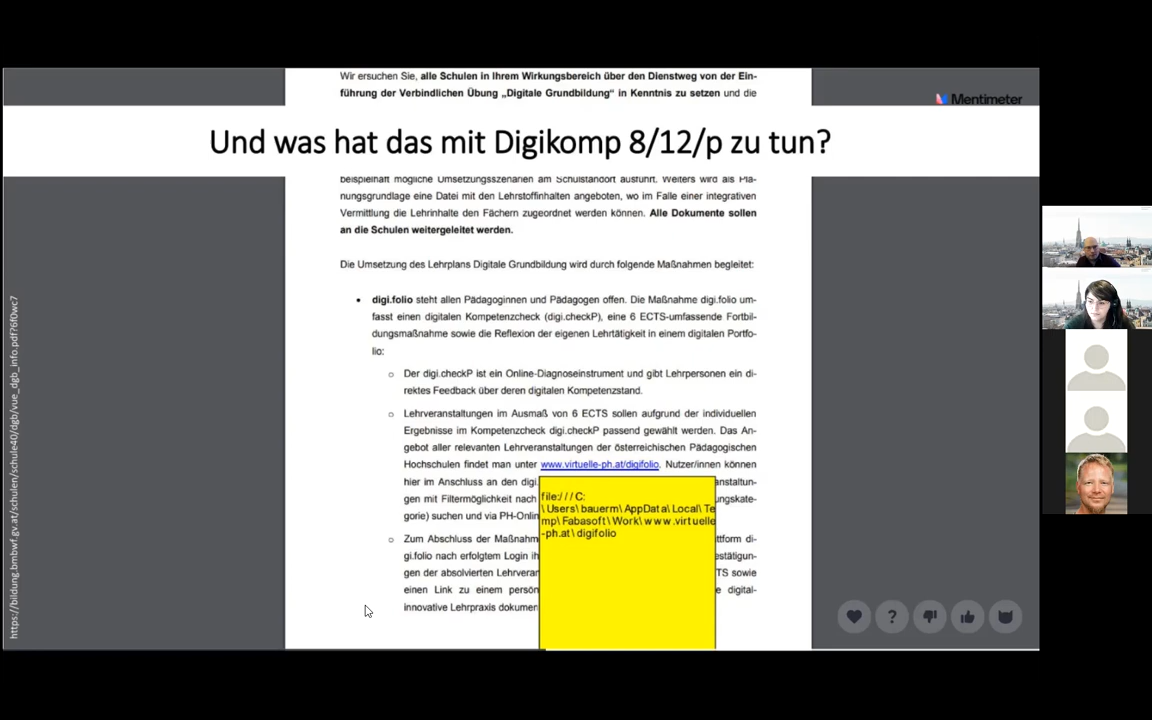 Wir ersuchen Sie, alle Schulen in Ihrem Wirkungsbereich über den Dienstweg von der Ein-
führung der Verbindlichen Übung „Digitale Grundbildung“ in Kenntnis zu setzen und die
Mentimeter
Und was hat das mit Digikomp 8/12/p zu tun?
beispielhaft mögliche Umsetzungsszenarien am Schulstandort ausführt. Weiters wird als Pla-
nungsgrundlage eine Datei mit den Lehrstoffinhalten angeboten, wo im Falle einer integrativen
Vermittlung die Lehrinhalte den Fächern zugeordnet werden können. Alle Dokumente sollen
an die Schulen weitergeleitet werden.
Die Umsetzung des Lehrplans Digitale Grundbildung wird durch folgende Maßnahmen begleitet:
• digi.folio steht allen Pädagoginnen und Pädagogen offen. Die Maßnahme digi.folio um-
fasst einen digitalen Kompetenzcheck (digi.checkP), eine 6 ECTS-umfassende Fortbil-
dungsmaßnahme sowie die Reflexion der eigenen Lehrtätigkeit in einem digitalen Portfo-
lio:
o Der digi.checkP ist ein Online-Diagnoseinstrument und gibt Lehrpersonen ein di-
rektes Feedback über deren digitalen Kompetenzstand.
o Lehrveranstaltungen im Ausmaß von 6 ECTS sollen aufgrund der individuellen
Ergebnisse im Kompetenzcheck digi.checkP passend gewählt werden. Das An-
gebot aller relevanten Lehrveranstaltungen der österreichischen Pädagogischen
Hochschulen findet man unter www.virtuelle-ph.at/digifolio. Nutzer/innen können
hier im Anschluss an den digi. anstaltun-
gen mit Filtermöglichkeit nach ungskate-
gorie) suchen und via PH-Onlin
o Zum Abschluss der Maßnahm ttform di-
gi.folio nach erfolgtem Login ih estätigun-
gen der absolvierten Lehrveran TS sowie
einen Link zu einem persön e digital-
innovative Lehrpraxis dokumen
file:///C:
\Users\bauerm\AppData\Local\Te
mp\Fabasoft\Work\www.virtuelle
-ph.at\digifolio
https://bildung.bmbwf.gv.at/schulen/schule40/dgb/vue_dgb_info.pdf?6f0wc7
?